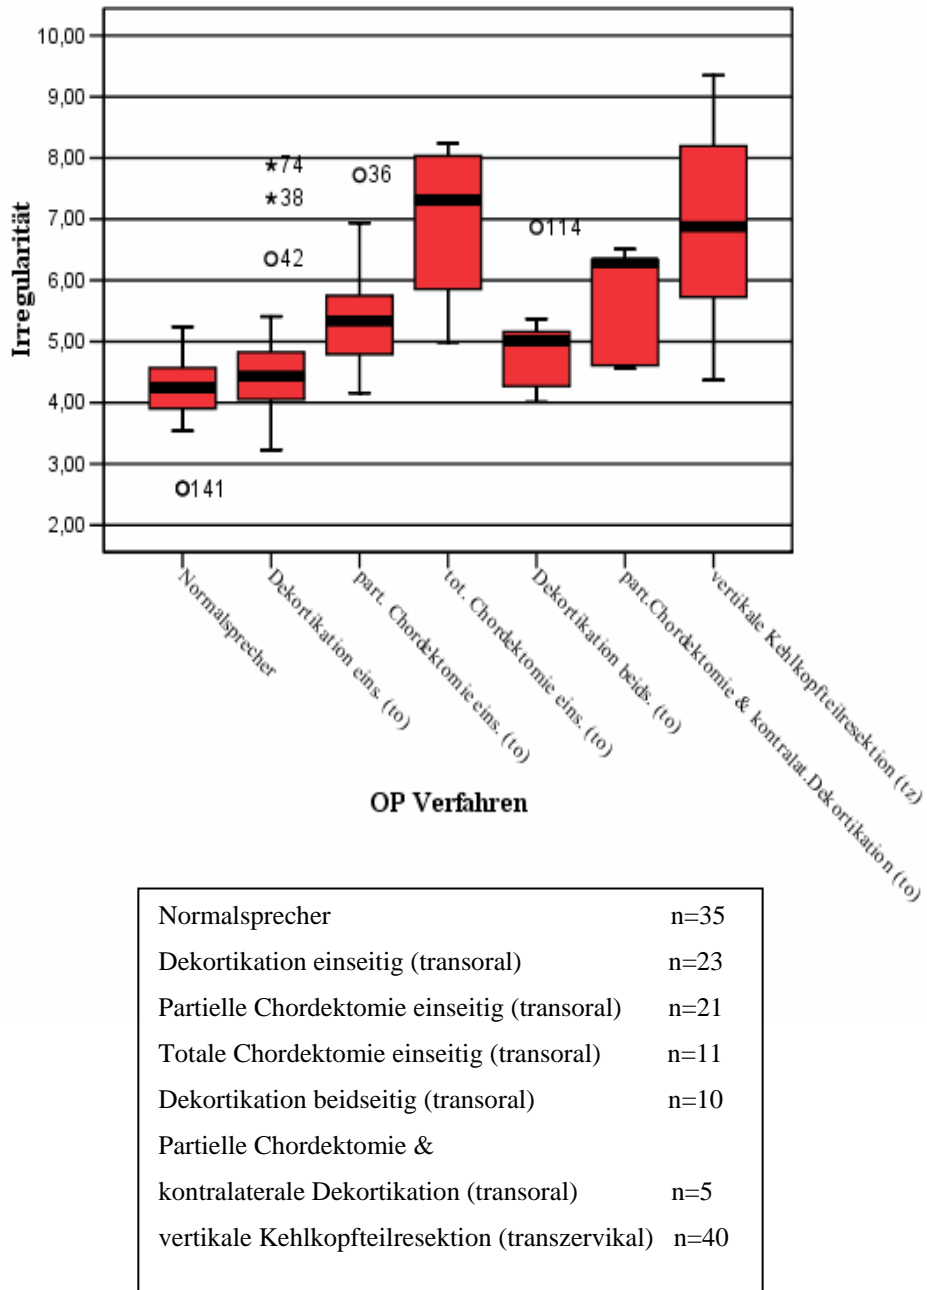 10,00
9,00
8,00
7,00
6,00
5,00
4,00
3,00
2,00
Irregularität
*74
*38
O42
O36
O114
O141
Normalsprecher
Dekortikation eins. (to)
part. Chordektomie eins. (to)
tot. Chordektomie eins. (to)
Dekortikation beids. (to)
part.Chordektomie & kontralat.Dekortikation (to)
vertikale Kehlkopfteilresektion (tz)
OP Verfahren
Normalsprecher n=35
Dekortikation einseitig (transoral) n=23
Partielle Chordektomie einseitig (transoral) n=21
Totale Chordektomie einseitig (transoral) n=11
Dekortikation beidseitig (transoral) n=10
Partielle Chordektomie &
kontralaterale Dekortikation (transoral) n=5
vertikale Kehlkopfteilresektion (transzervikal) n=40